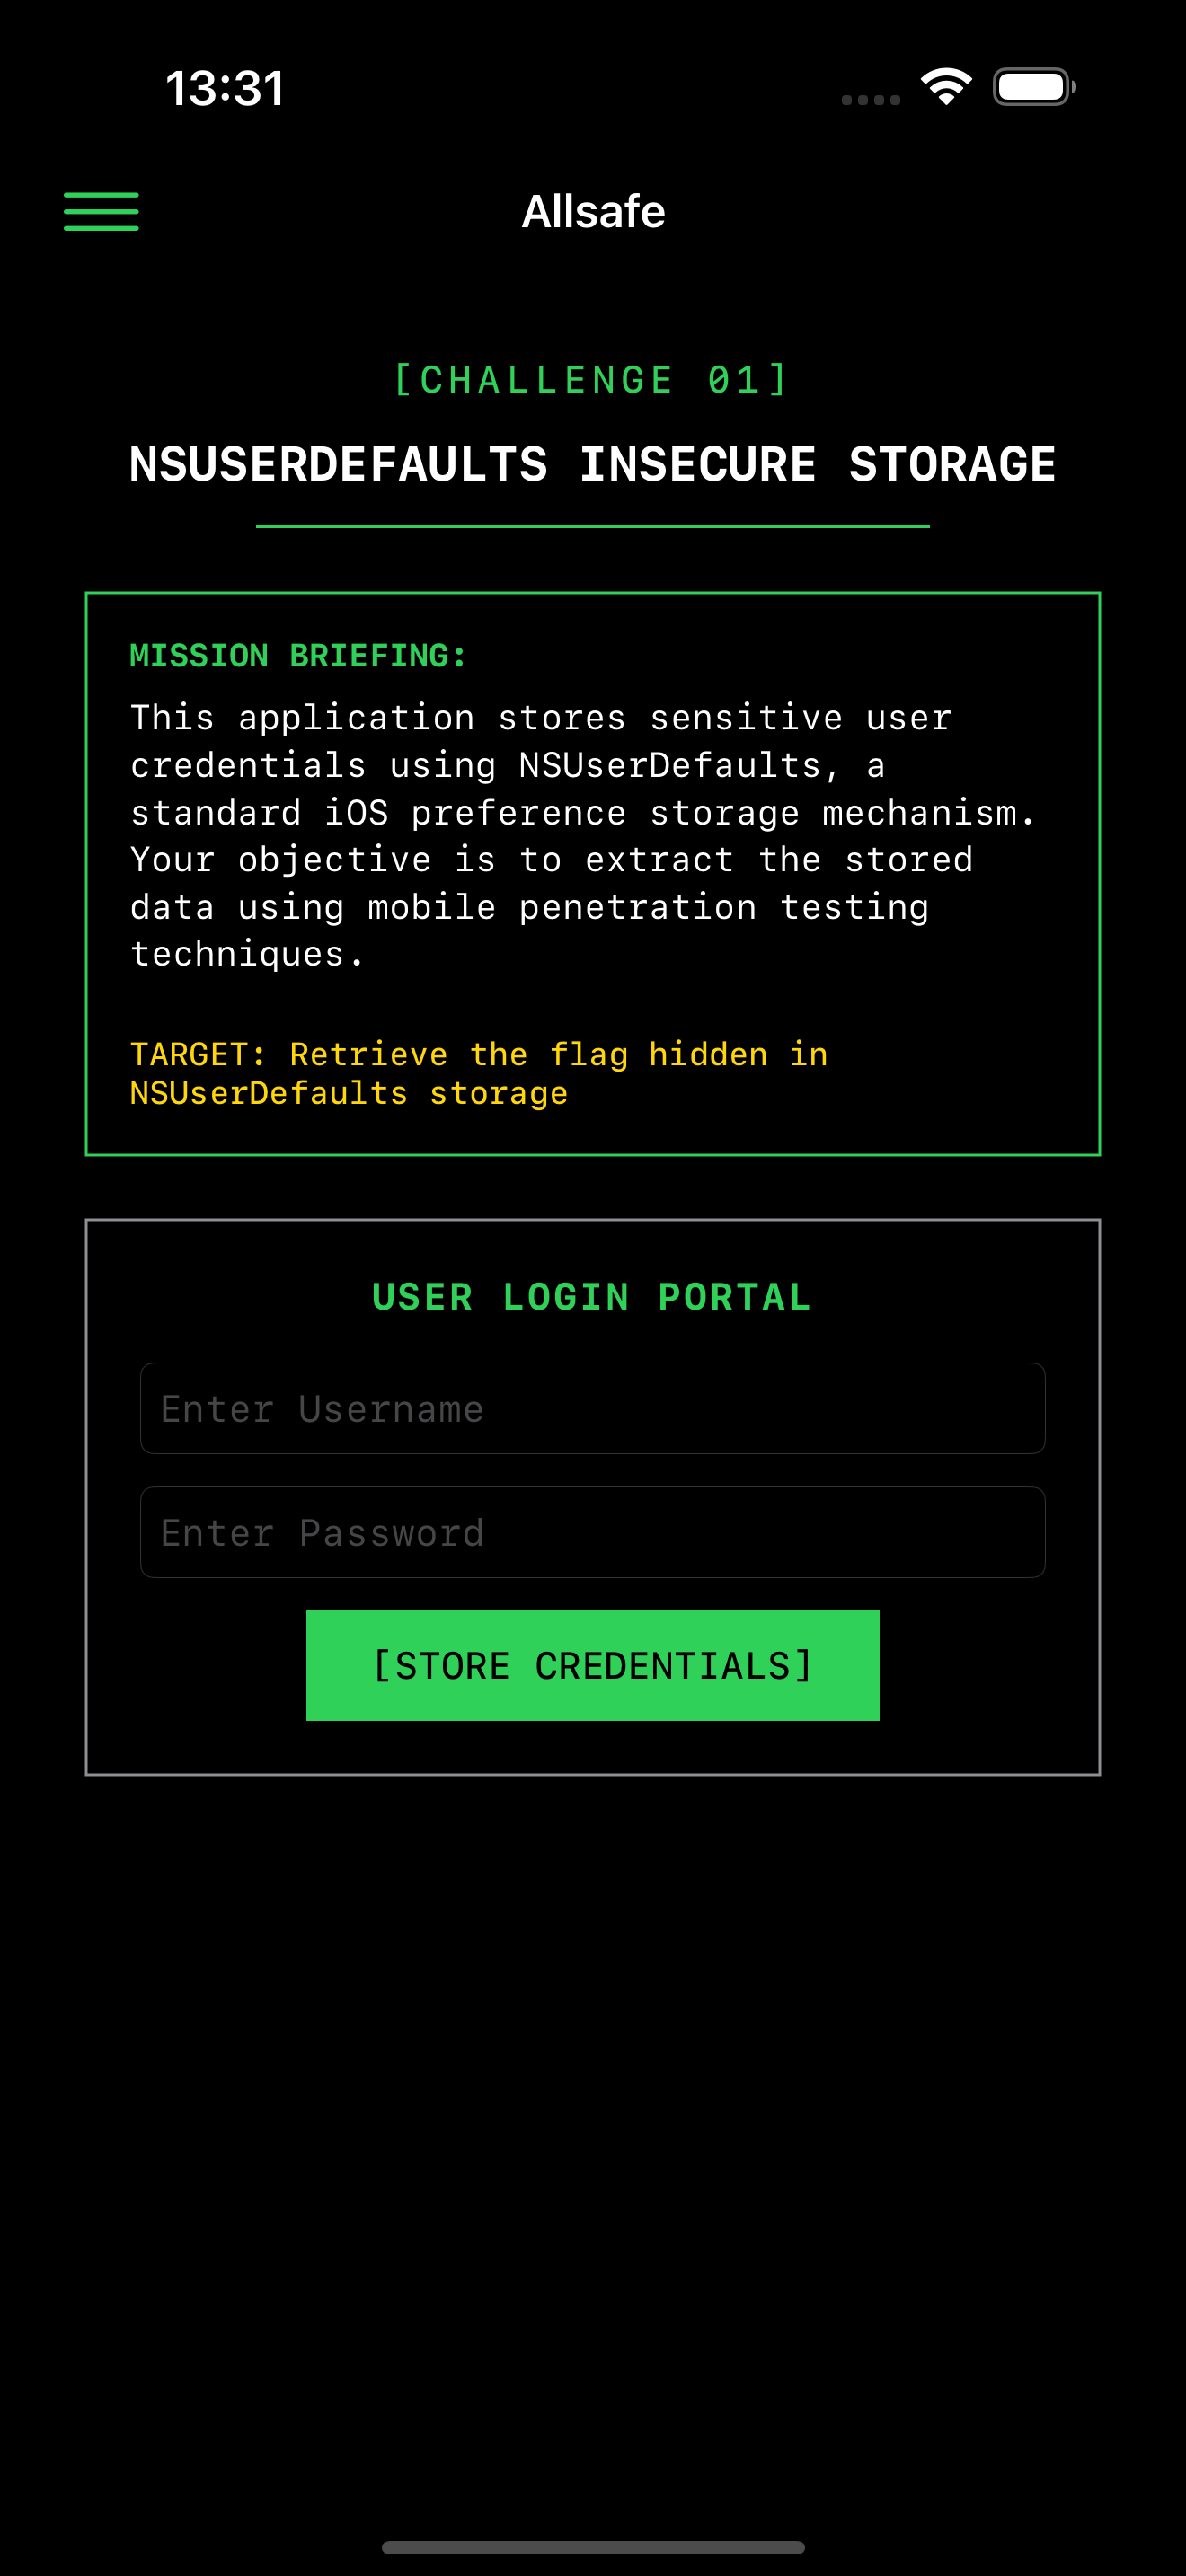 13:31
Allsafe
[CHALLENGE 01]
NSUSERDEFAULTS INSECURE STORAGE
MISSION BRIEFING:
This application stores sensitive user
credentials using NSUserDefaults, a
standard iOS preference storage mechanism.
Your objective is to extract the stored
data using mobile penetration testing
techniques.
TARGET: Retrieve the flag hidden in
NSUserDefaults storage
USER LOGIN PORTAL
Enter Username
Enter Password
[STORE CREDENTIALS]